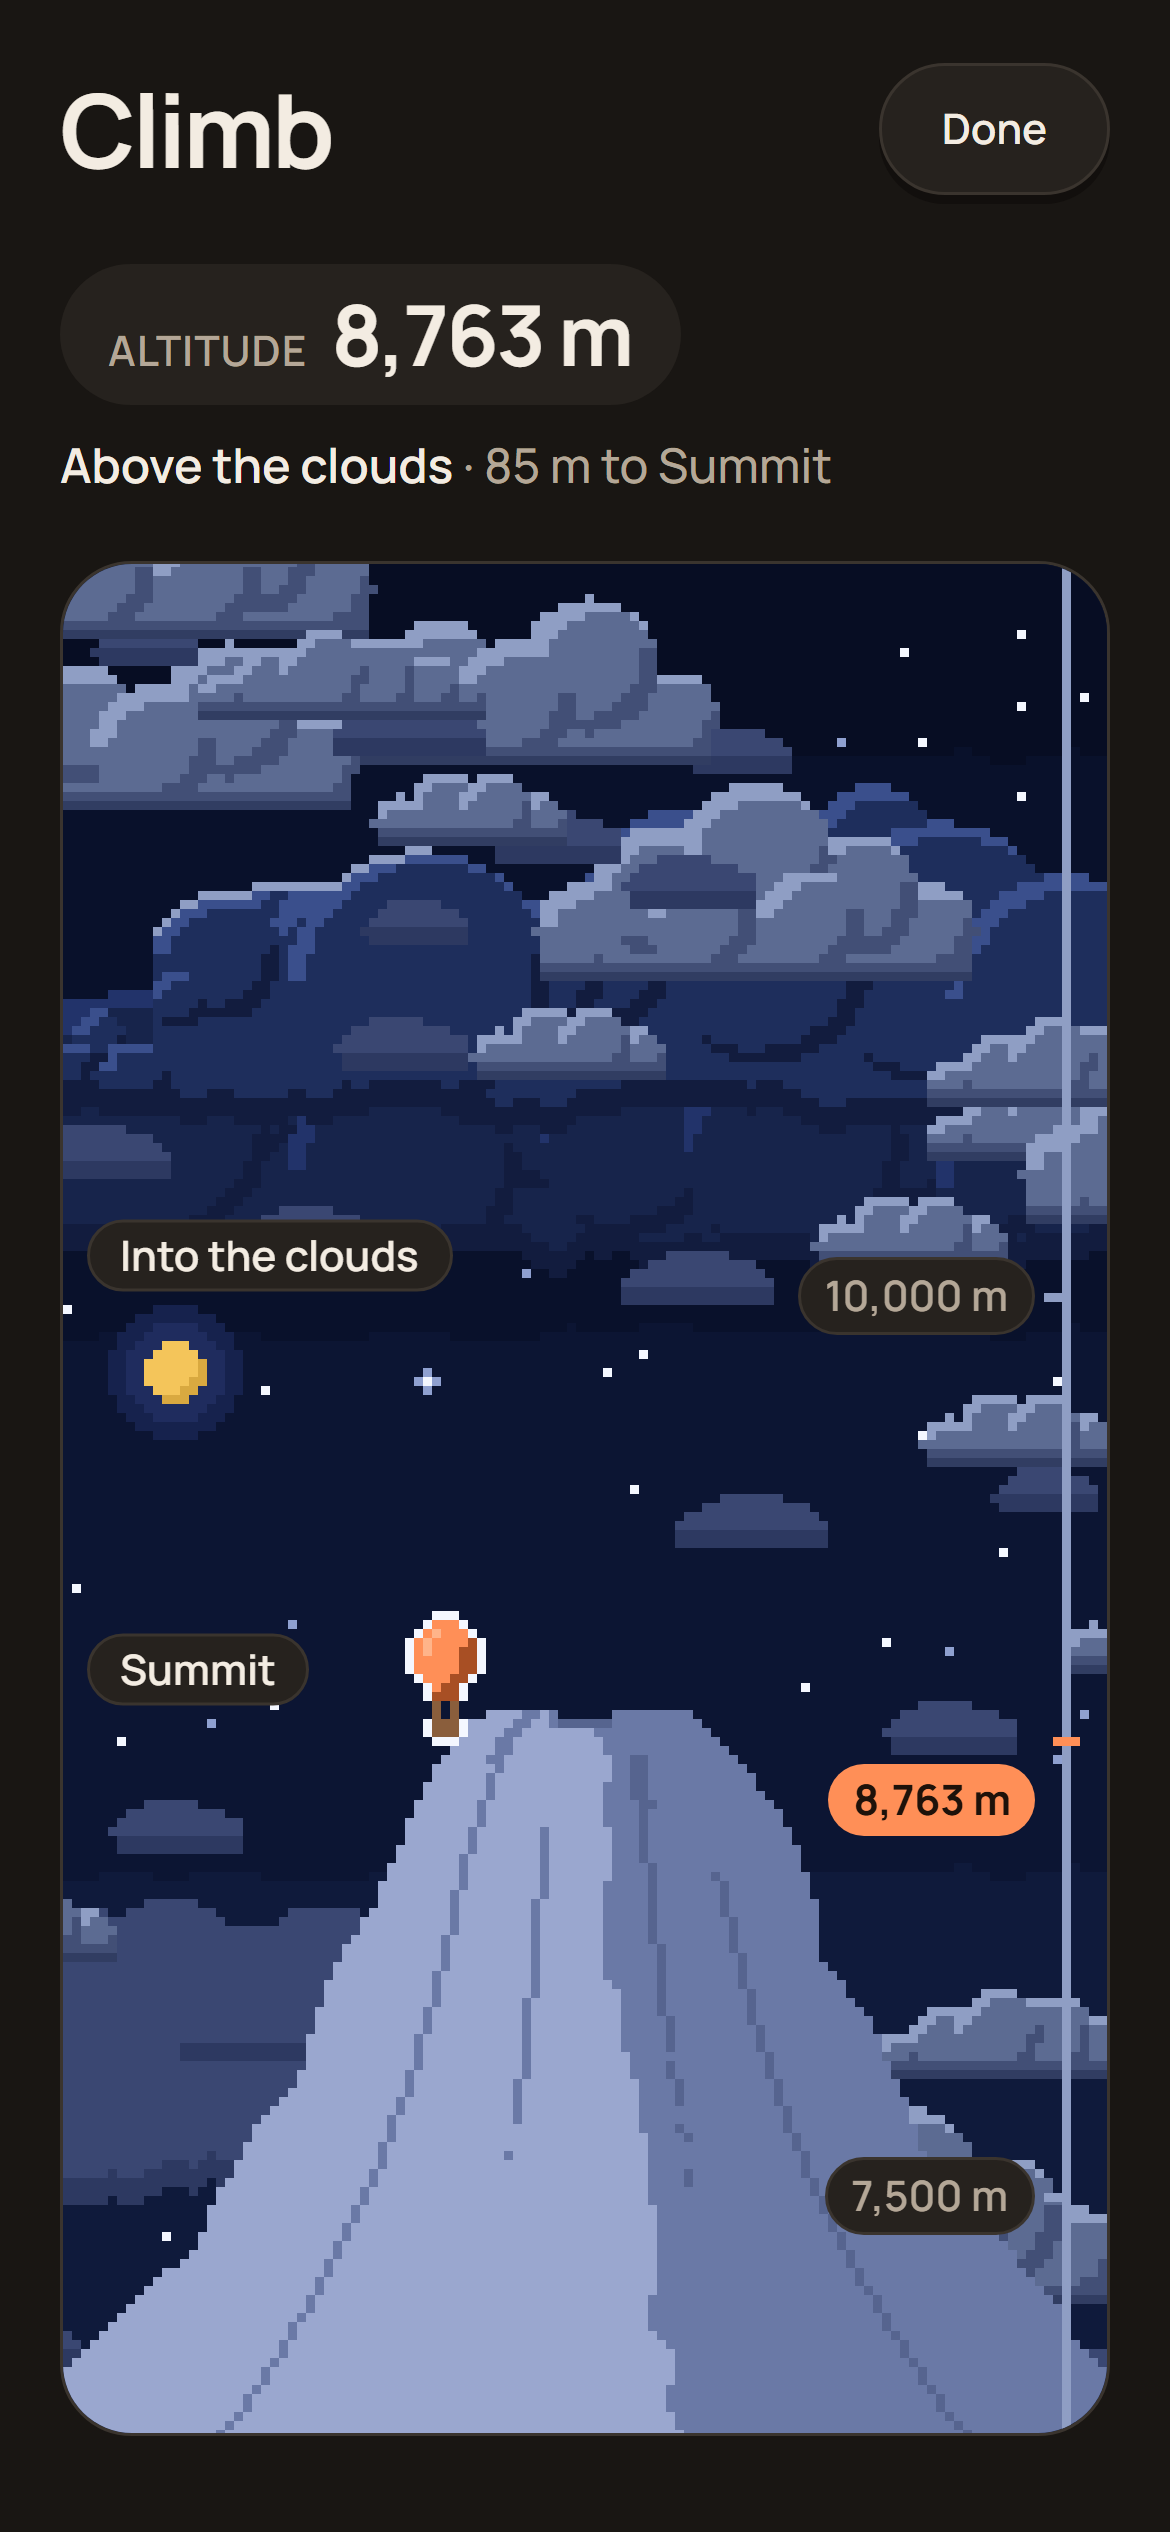 Climb
Done
ALTITUDE 8,763 m
Above the clouds · 85 m to Summit
Into the clouds
10,000 m
Summit
8,763 m
7,500 m